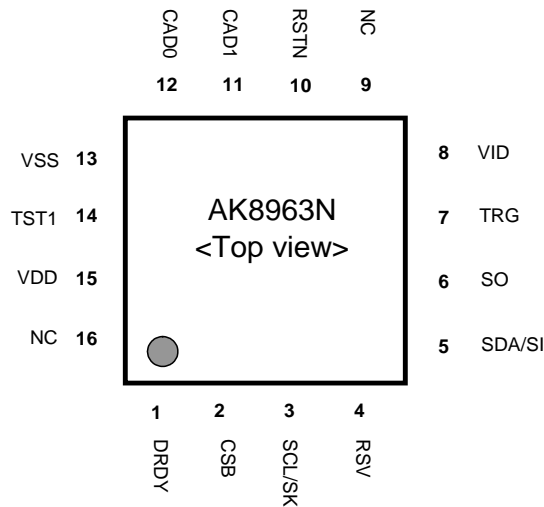 CAD0 CAD1 RSTN NC
12 11 10 9
VSS 13
TST1 14
VDD 15
NC 16
AK8963N
<Top view>
8 VID
7 TRG
6 SO
5 SDA/SI
1 2 3 4
DRDY CSB SCL/SK RSV